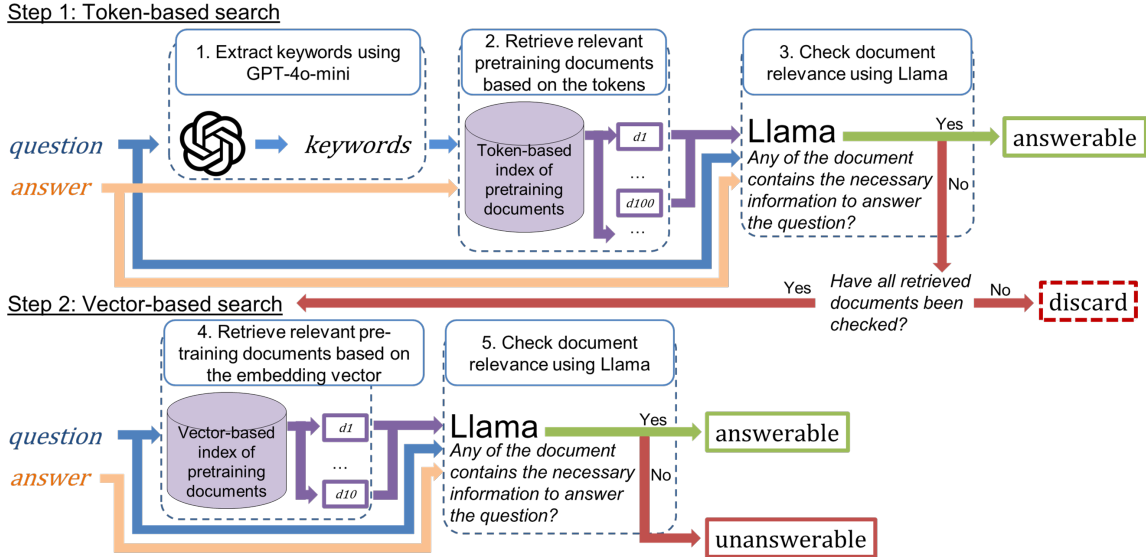 Step 1: Token-based search
1. Extract keywords using
GPT-4o-mini
2. Retrieve relevant
pretraining documents
based on the tokens
3. Check document
relevance using Llama
question
answer
keywords
Token-based
index of
pretraining
documents
d1
...
d100
...
Llama
Any of the document
contains the necessary
information to answer
the question?
Yes
No
answerable
Have all retrieved
documents been
checked?
Yes
No
discard
Step 2: Vector-based search
4. Retrieve relevant pre-
training documents based on
the embedding vector
5. Check document
relevance using Llama
question
answer
Vector-based
index of
pretraining
documents
d1
...
d10
Llama
Any of the document
contains the necessary
information to answer
the question?
Yes
No
answerable
unanswerable